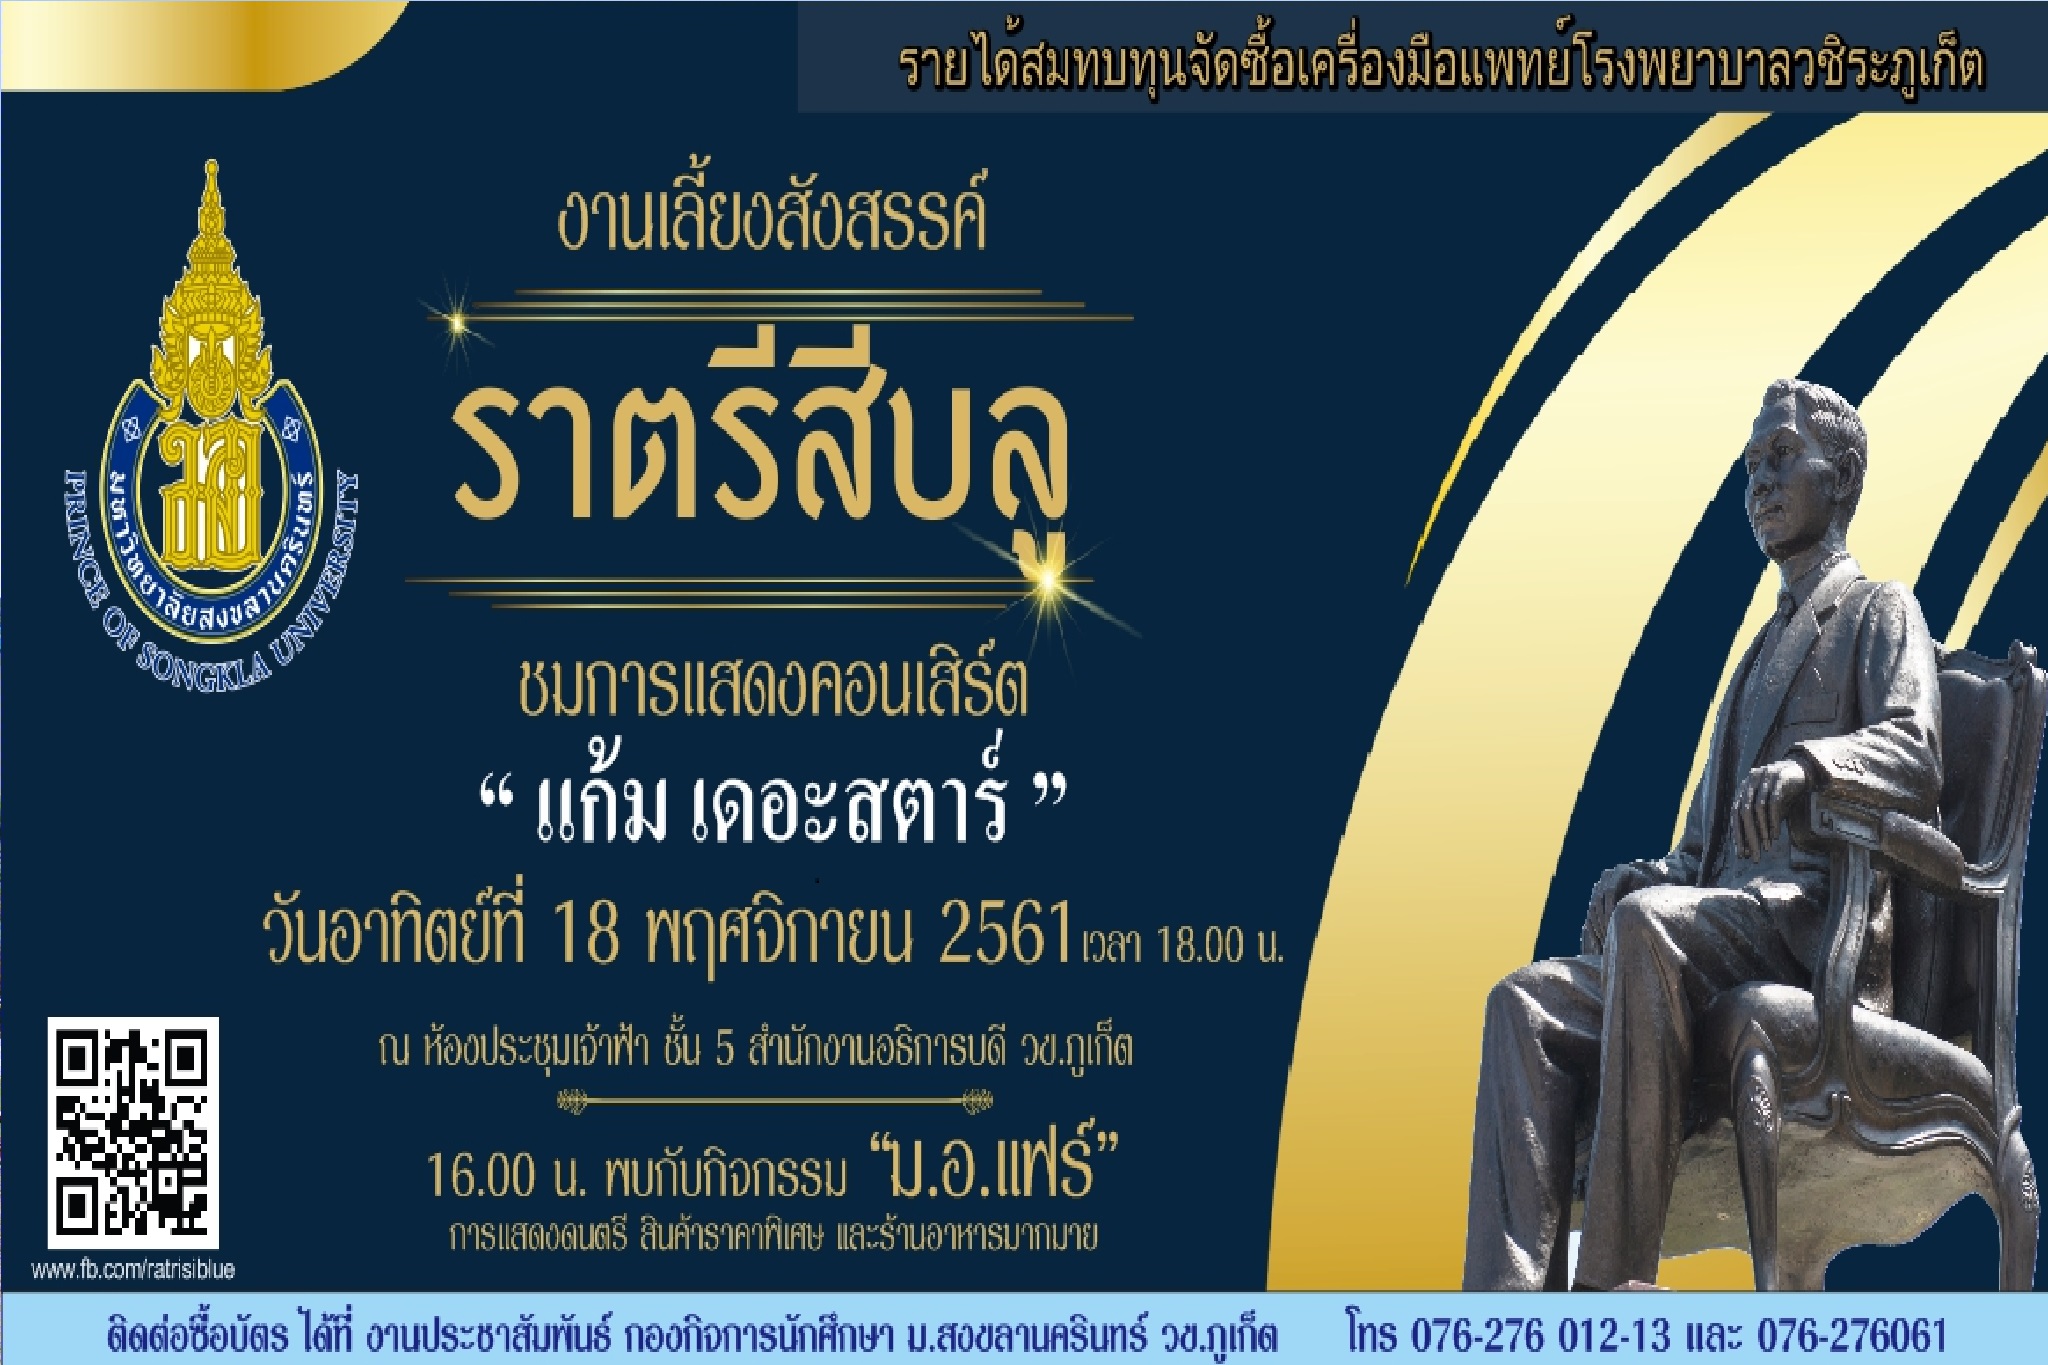 รายได้สมทบทุนจัดซื้อเครื่องมือแพทย์โรงพยาบาลวชิระภูเก็ต
งานเลี้ยงสังสรรค์
ราตรีสีบลู
มหาวิทยาลัยสงขลานครินทร์
PRINCE OF SONGKLA UNIVERSITY
ชมการแสดงคอนเสิร์ต
“ แก้ม เดอะสตาร์ ”
วันอาทิตย์ที่ 18 พฤศจิกายน 2561 เวลา 18.00 น.
ณ ห้องประชุมเจ้าฟ้า ชั้น 5 สำนักงานอธิการบดี วข.ภูเก็ต
16.00 น. พบกับกิจกรรม “ม.อ.แฟร์”
การแสดงดนตรี สินค้าราคาพิเศษ และร้านอาหารมากมาย
www.fb.com/ratrisiblue
ติดต่อซื้อบัตร ได้ที่ งานประชาสัมพันธ์ กองกิจการนักศึกษา ม.สงขลานครินทร์ วข.ภูเก็ต โทร 076-276 012-13 และ 076-276061